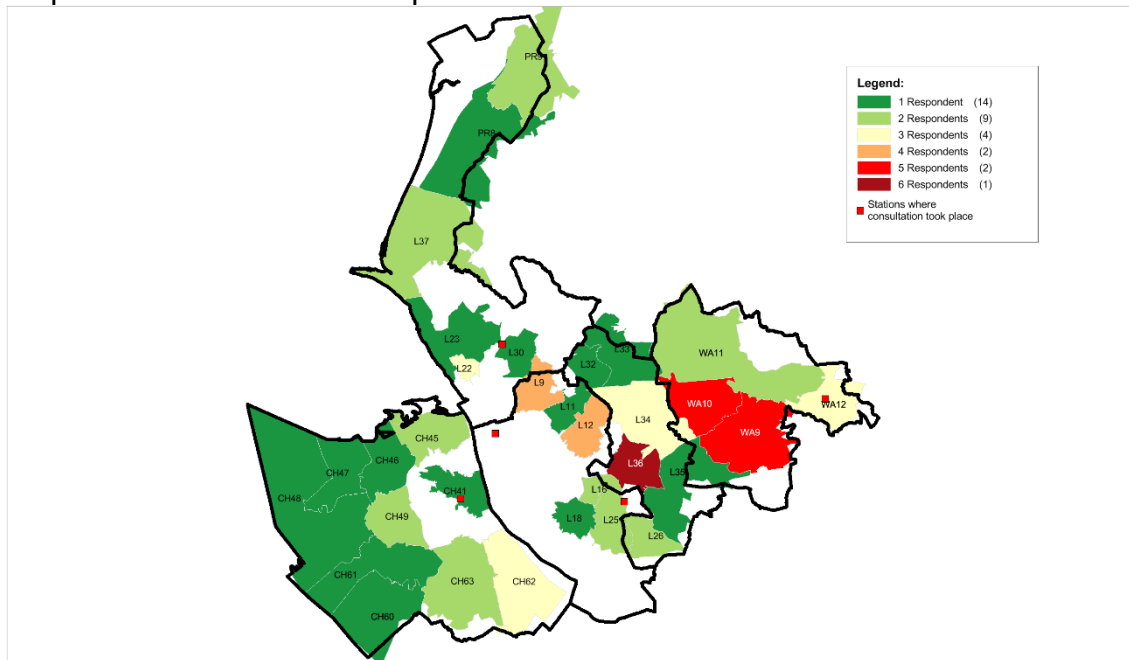 PR9
Legend:
1 Respondent (14)
2 Respondents (9)
3 Respondents (4)
4 Respondents (2)
5 Respondents (2)
6 Respondents (1)
Stations where
consultation took place
PR8
L37
L23
L30
L33
L32
WA11
L22
L9
WA10
WA12
L11
L34
L12
WA9
CH45
L36
CH46
CH47
L35
CH48
CH41
L16
CH49
L18
L25
L26
CH61
CH63
CH62
CH60